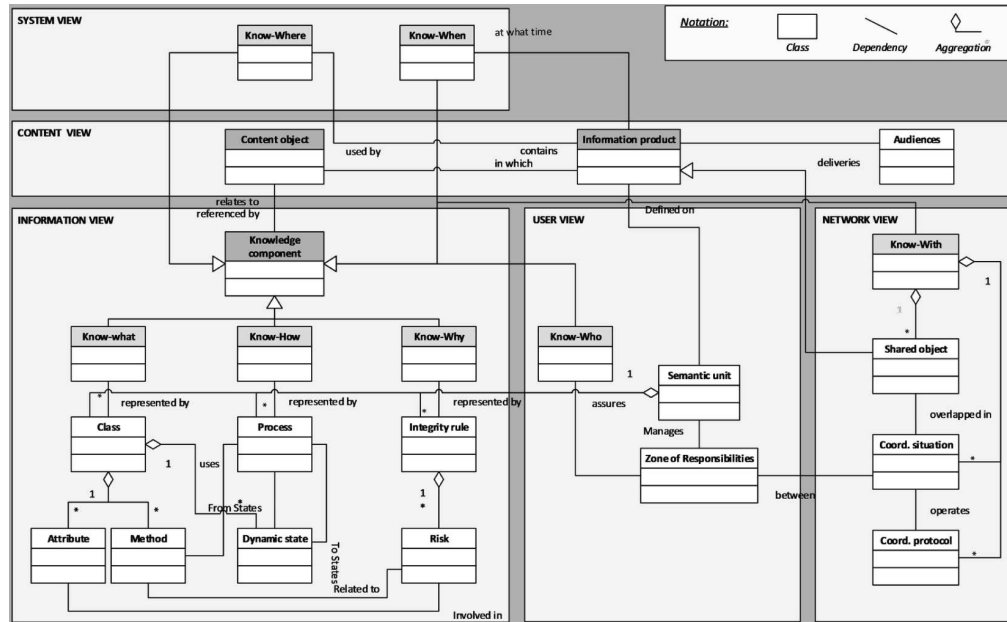 SYSTEM VIEW
Know-Where
Know-When
at what time
Notation:
Class
Dependency
Aggregation
CONTENT VIEW
Content object
used by
contains
in which
Information product
Audiences
deliveries
relates to
referenced by
Defined on
INFORMATION VIEW
USER VIEW
NETWORK VIEW
Knowledge
component
Know-With
1
1
*
Know-what
Know-How
Know-Why
Know-Who
Shared object
1
Semantic unit
*
represented by
*
represented by
*
represented by
assures
overlapped in
Class
Process
Integrity rule
Manages
Coord. situation
1
uses
Zone of Responsibilities
*
between
1
1
*
*
From States
*
*
operates
Attribute
Method
Dynamic state
Risk
Coord. protocol
*
To States
Related to
Involved in